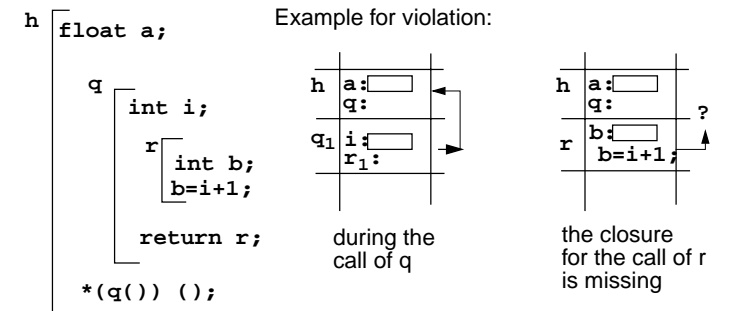 h
float a;
q
int i;
r
int b;
b=i+1;
return r;
*(q()) ();
Example for violation:
h a:
q:
q1 i:
r1:
during the
call of q
h a:
q:
?
r b:
b=i+1;
the closure
for the call of r
is missing